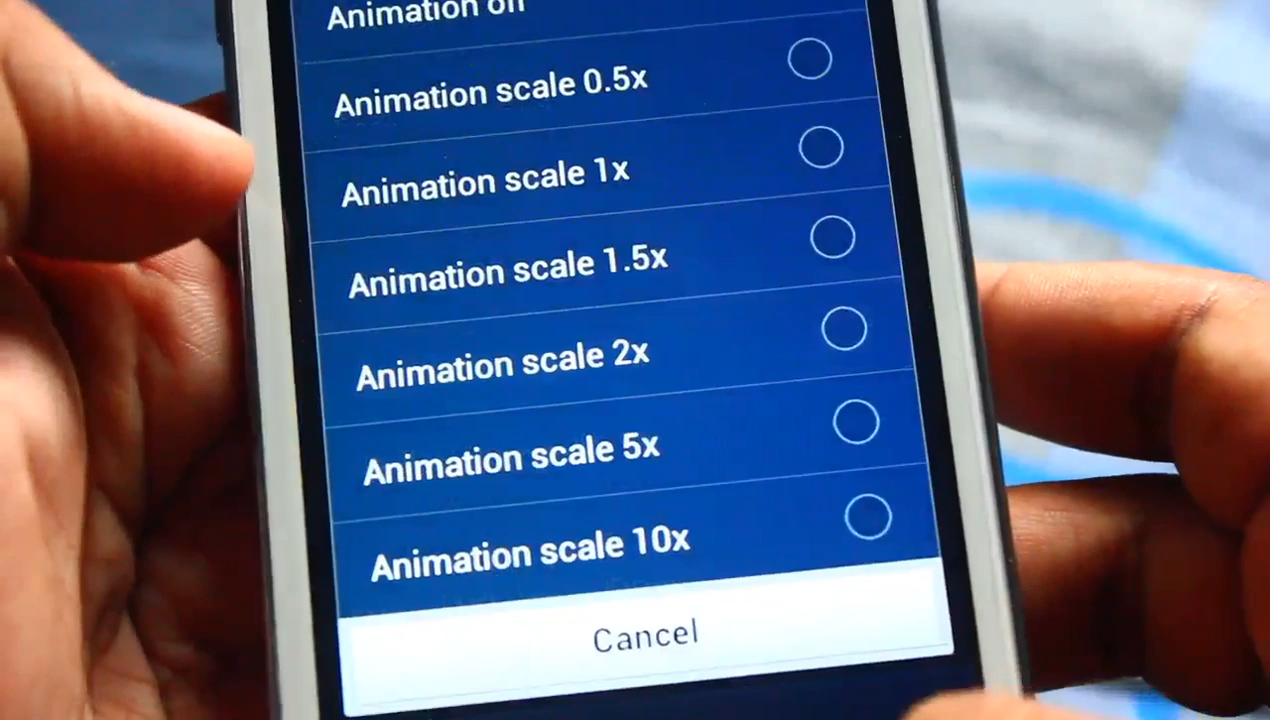 Animation off
Animation scale 0.5x
Animation scale 1x
Animation scale 1.5x
Animation scale 2x
Animation scale 5x
Animation scale 10x
Cancel